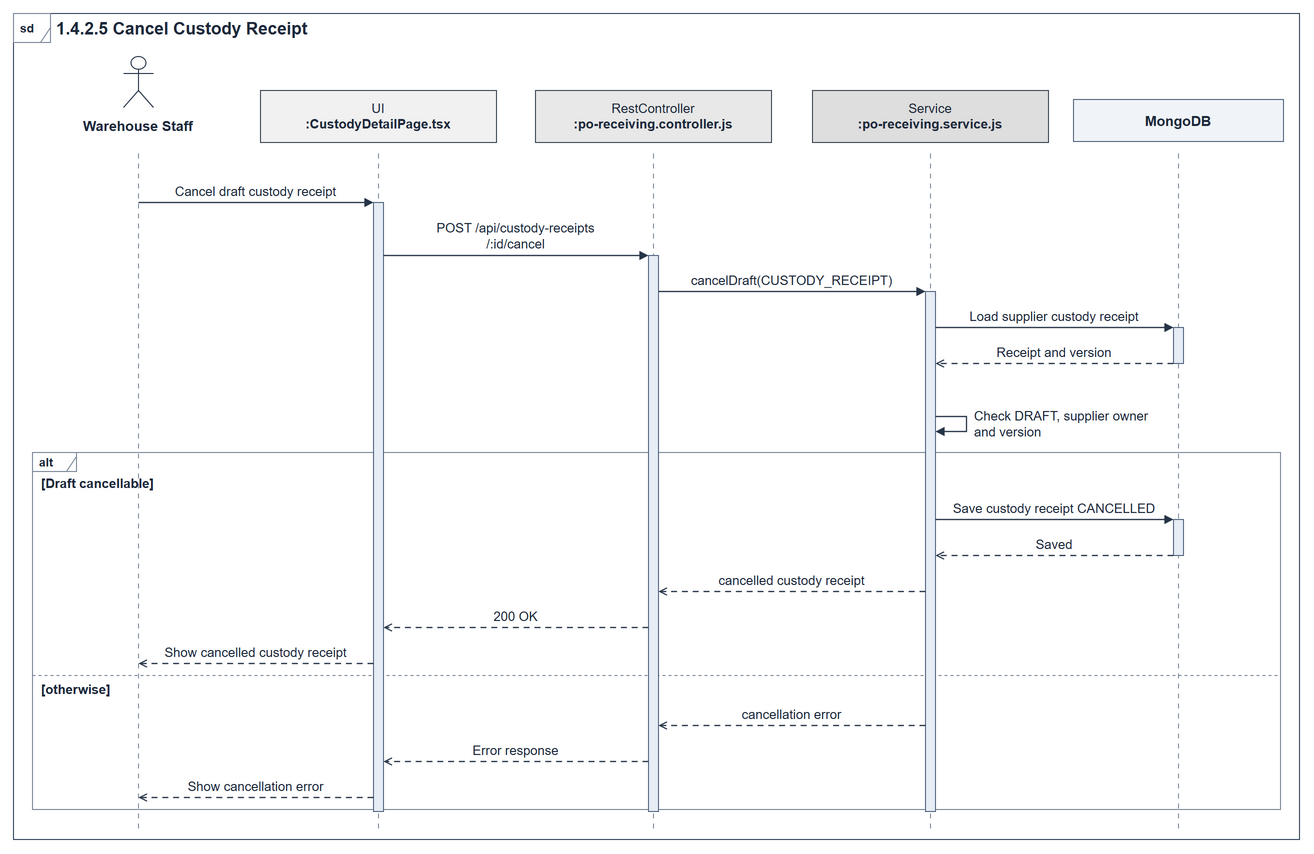 sd
1.4.2.5 Cancel Custody Receipt
Warehouse Staff
UI
:CustodyDetailPage.tsx
RestController
:po-receiving.controller.js
Service
:po-receiving.service.js
MongoDB
Cancel draft custody receipt
POST /api/custody-receipts
/:id/cancel
cancelDraft(CUSTODY_RECEIPT)
Load supplier custody receipt
Receipt and version
Check DRAFT, supplier owner
and version
alt
[Draft cancellable]
Save custody receipt CANCELLED
Saved
cancelled custody receipt
200 OK
Show cancelled custody receipt
[otherwise]
cancellation error
Error response
Show cancellation error